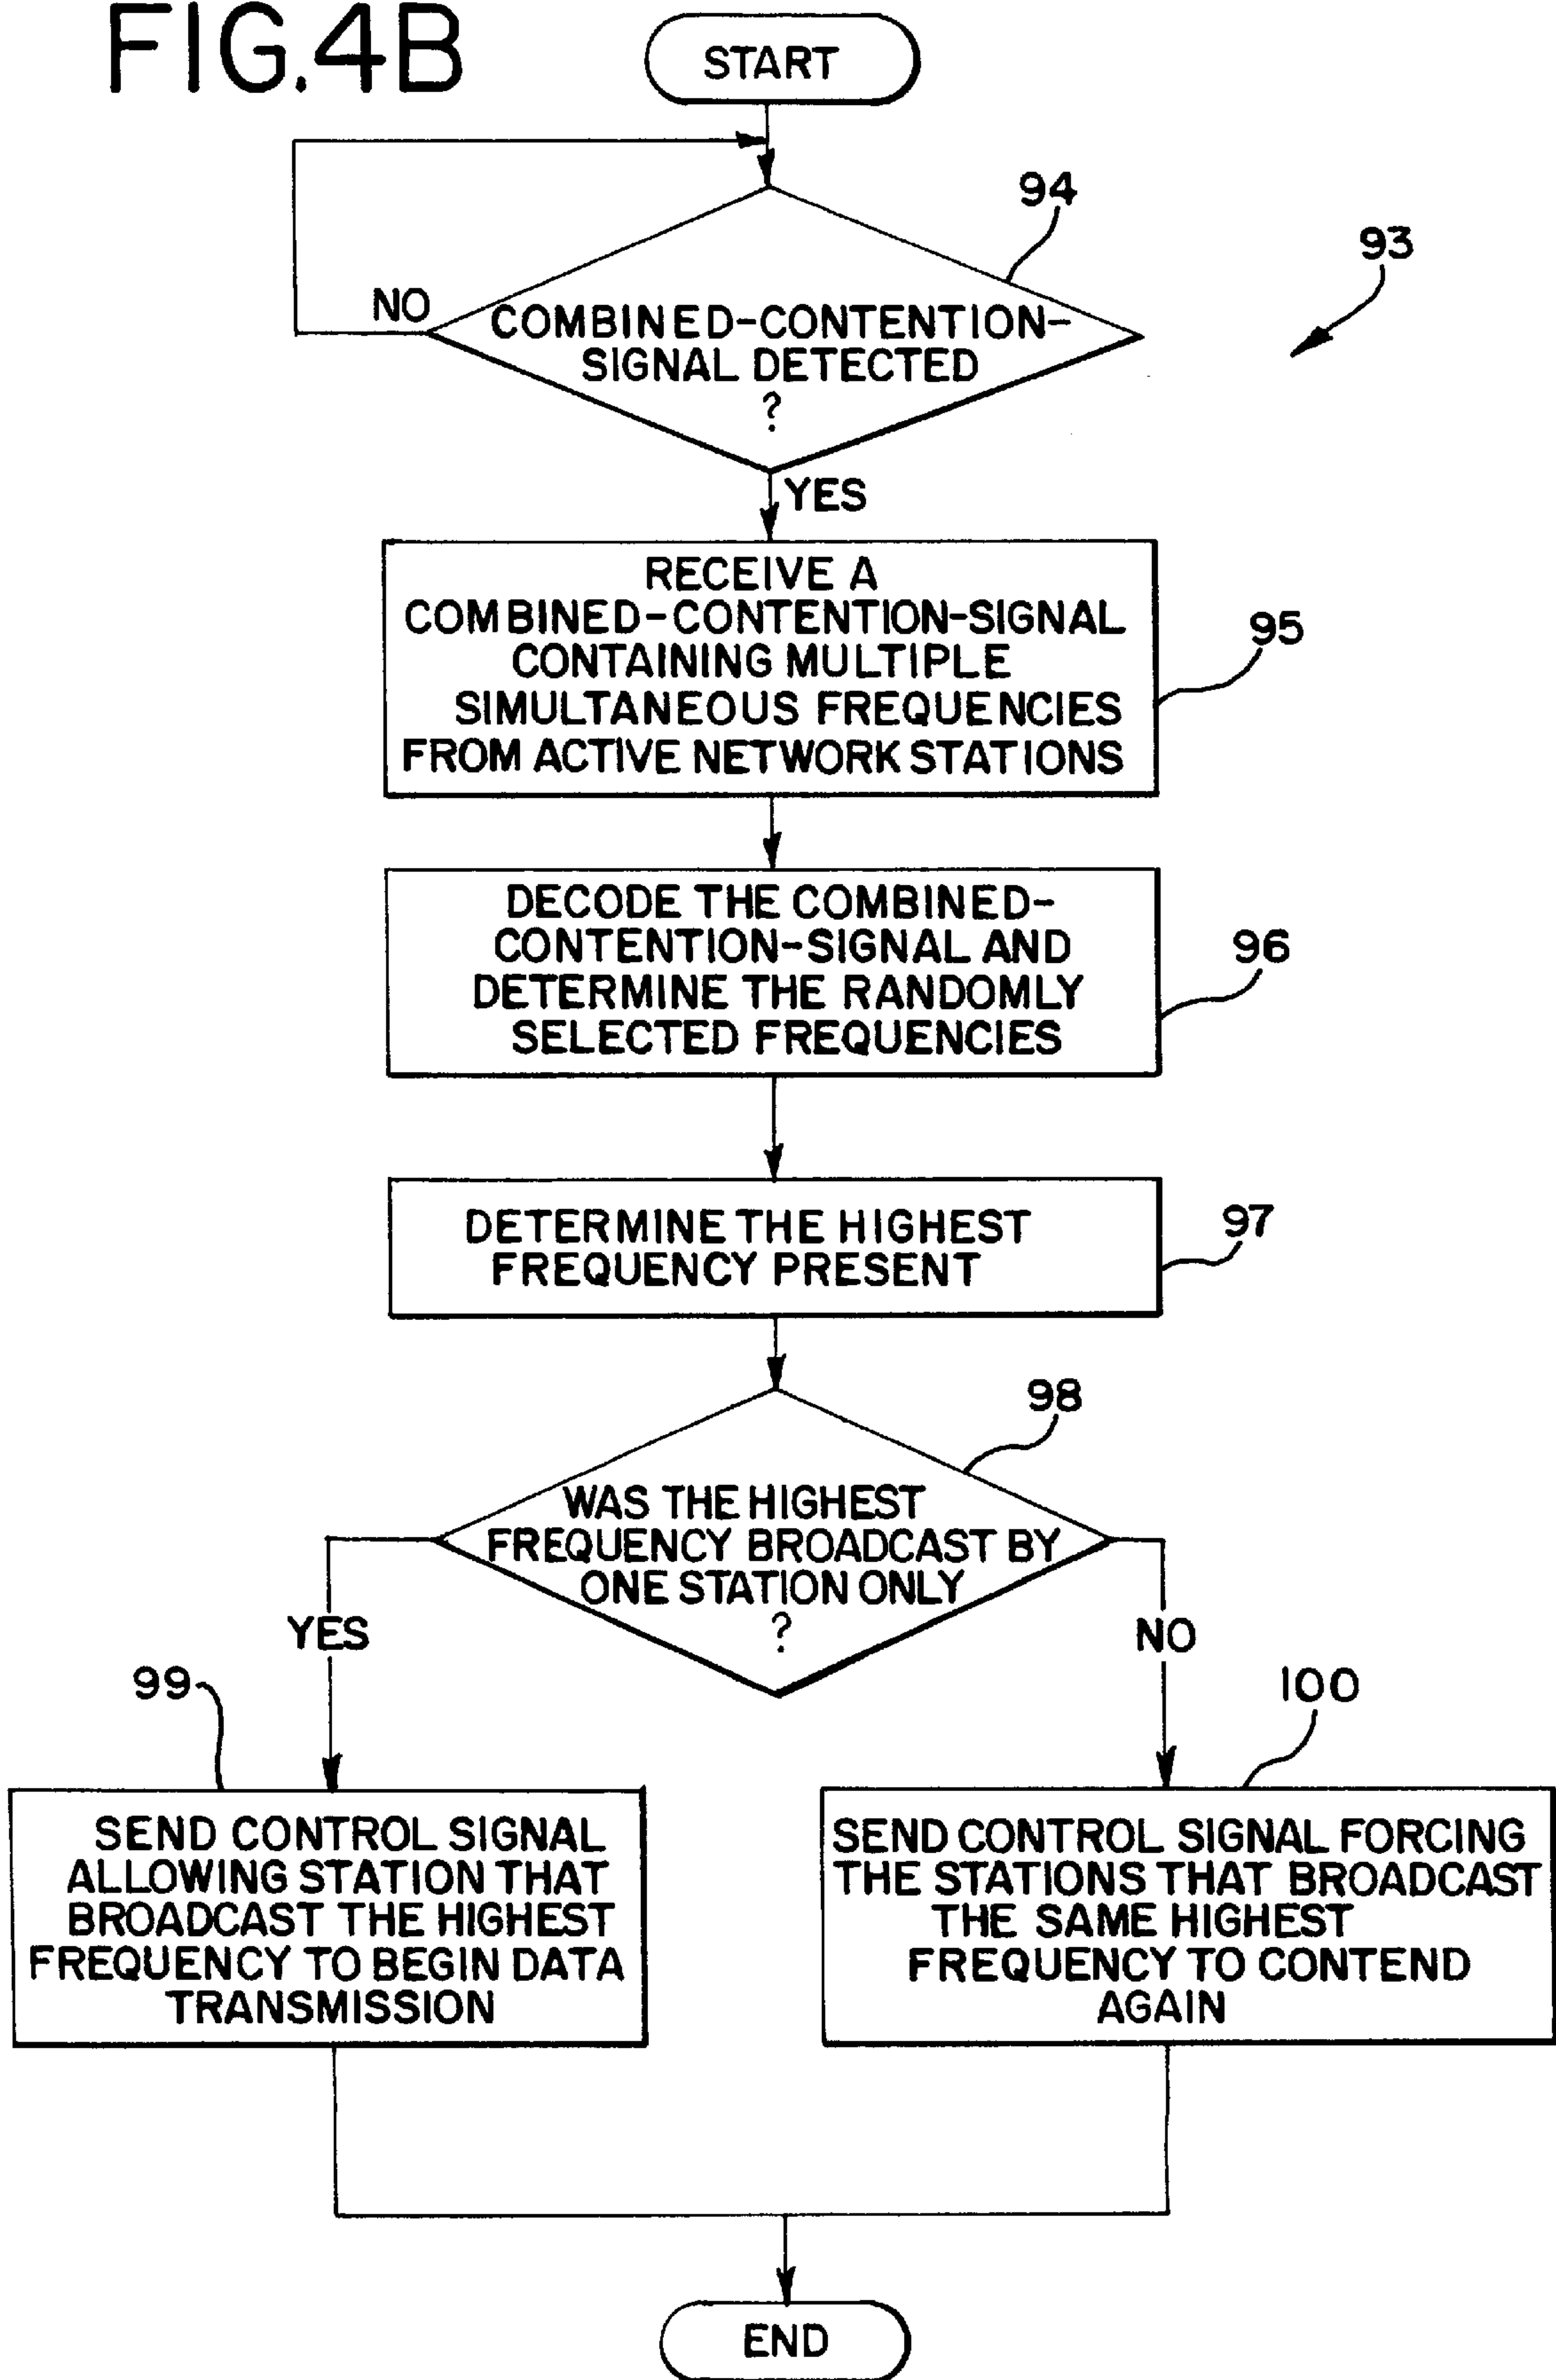 FIG.4B
START
94
93
NO
COMBINED-CONTENTION-
SIGNAL DETECTED
?
YES
RECEIVE A
COMBINED-CONTENTION-SIGNAL
CONTAINING MULTIPLE
SIMULTANEOUS FREQUENCIES
FROM ACTIVE NETWORK STATIONS
95
DECODE THE COMBINED-
CONTENTION-SIGNAL AND
DETERMINE THE RANDOMLY
SELECTED FREQUENCIES
96
DETERMINE THE HIGHEST
FREQUENCY PRESENT
97
98
WAS THE HIGHEST
FREQUENCY BROADCAST BY
ONE STATION ONLY
?
YES
NO
99
100
SEND CONTROL SIGNAL
ALLOWING STATION THAT
BROADCAST THE HIGHEST
FREQUENCY TO BEGIN DATA
TRANSMISSION
SEND CONTROL SIGNAL FORCING
THE STATIONS THAT BROADCAST
THE SAME HIGHEST
FREQUENCY TO CONTEND
AGAIN
END